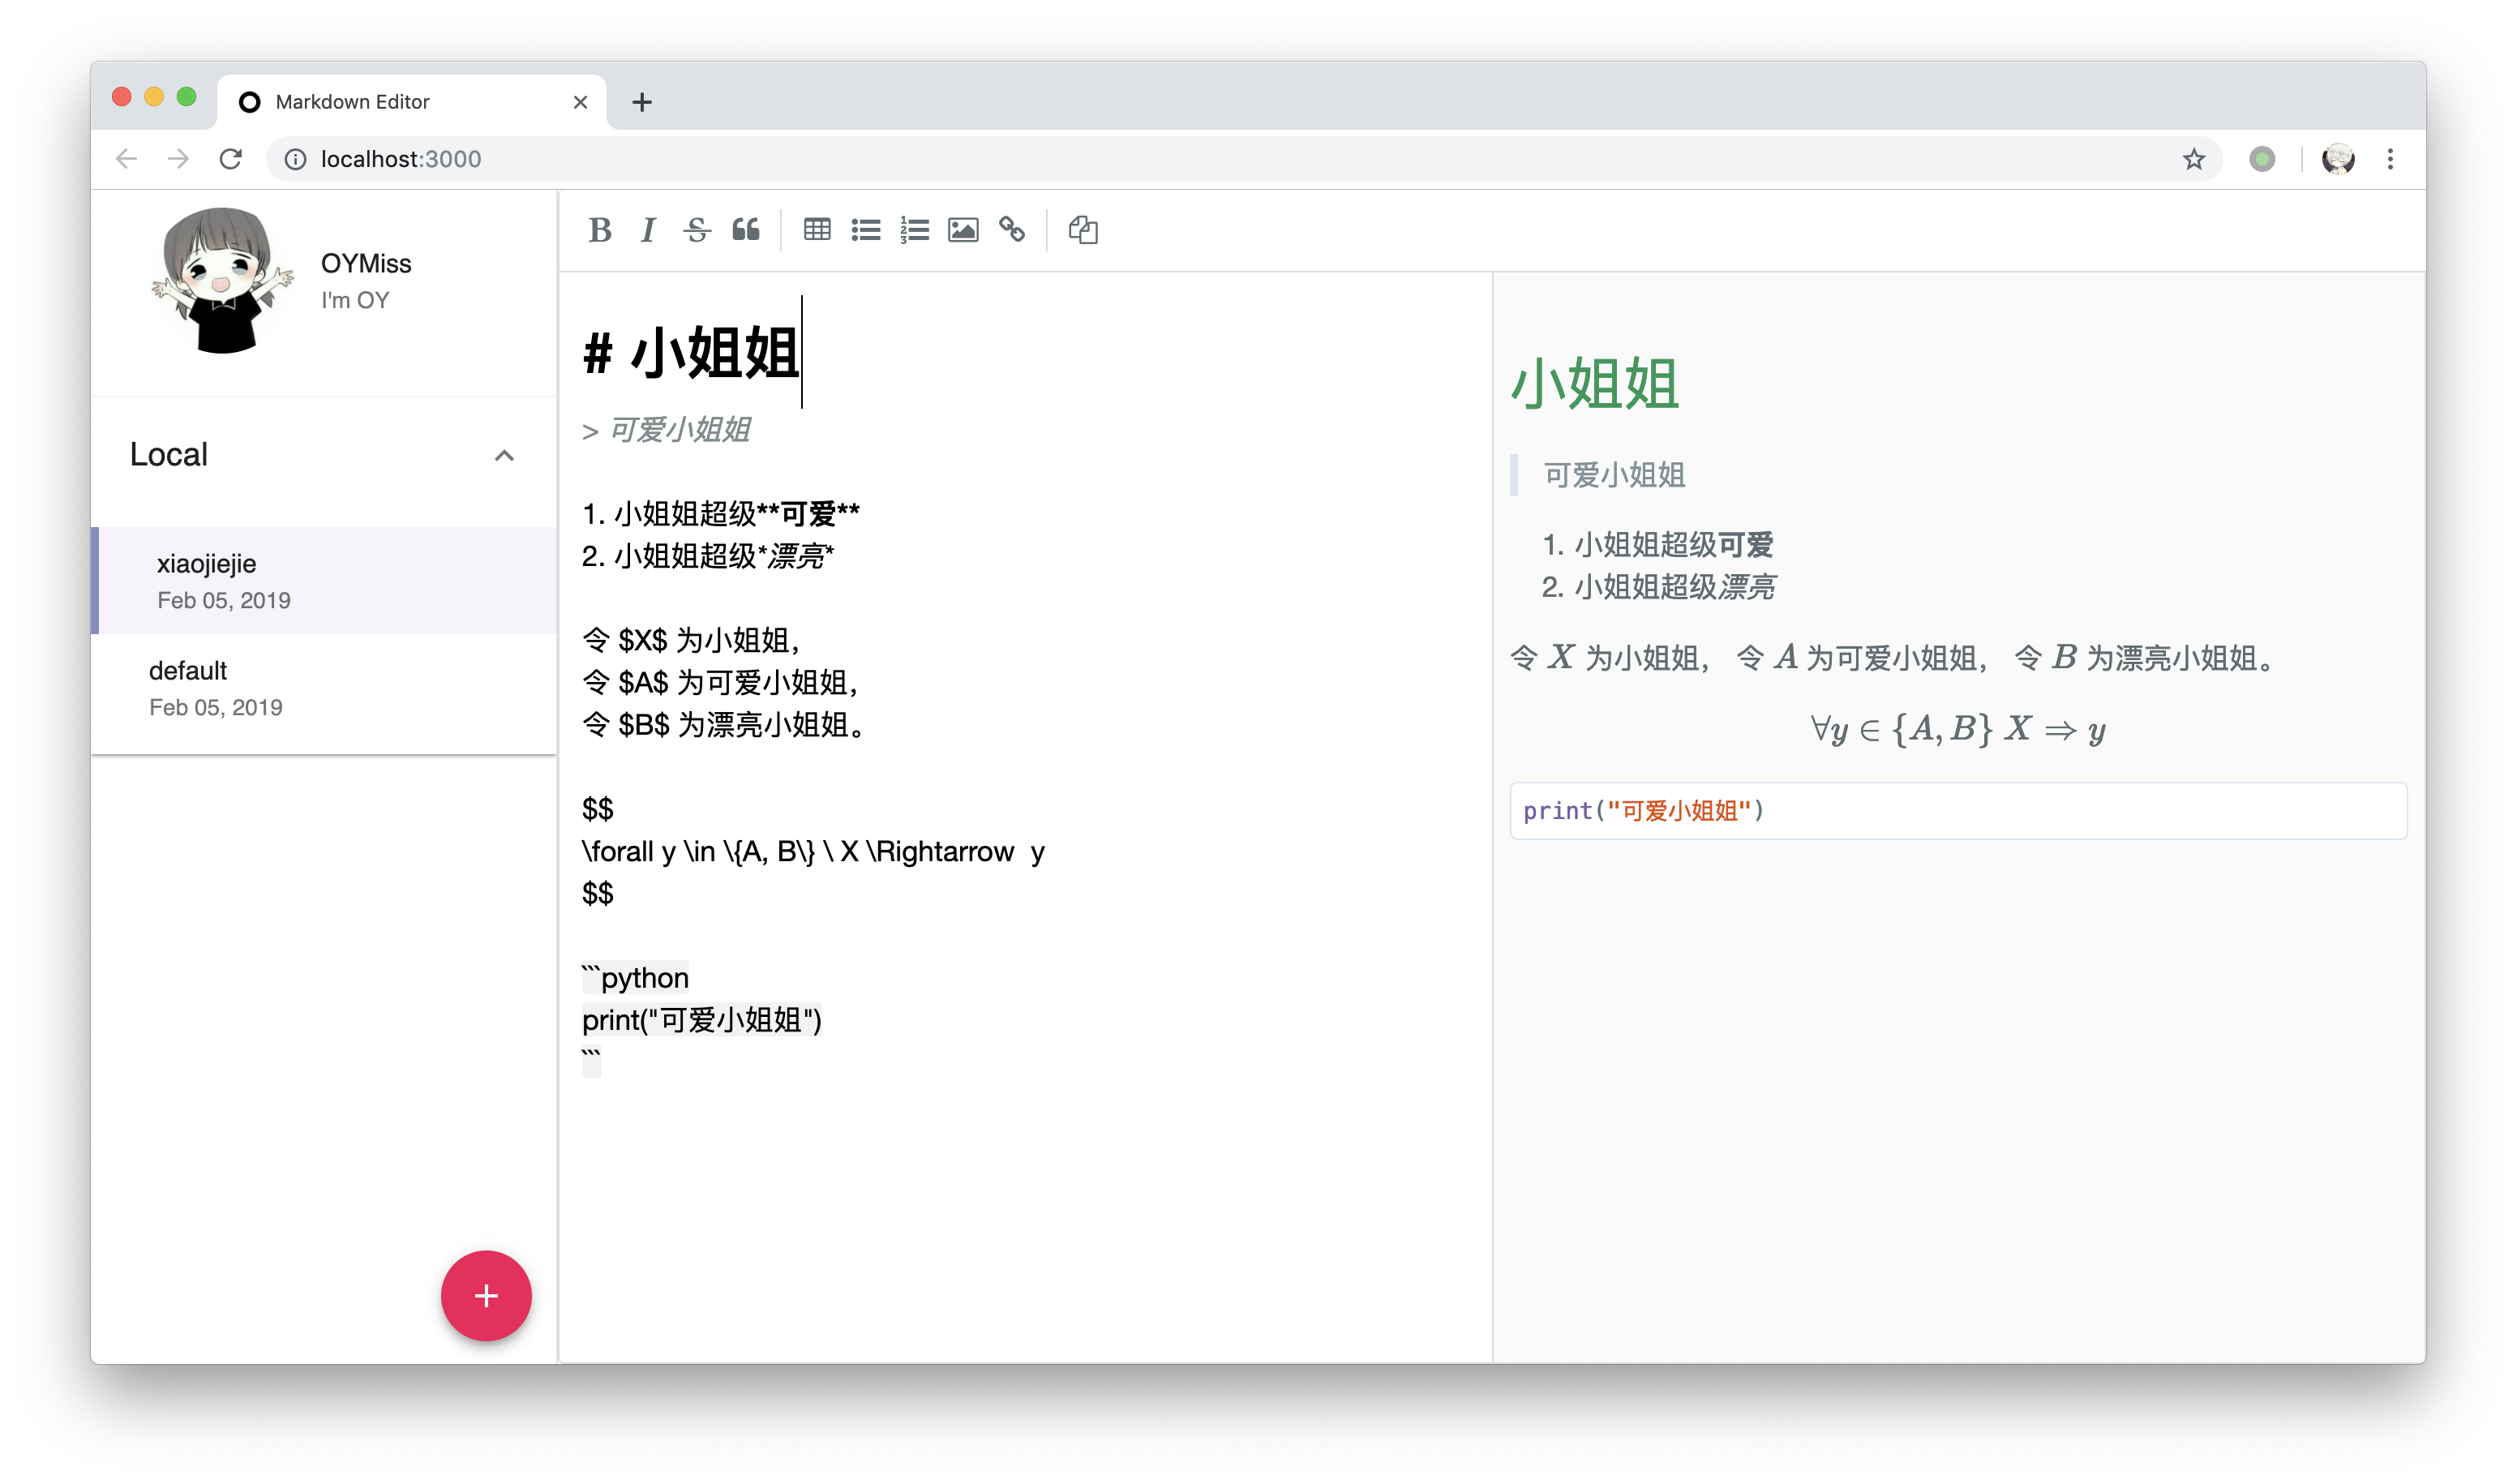 Markdown Editor
localhost:3000
OYMiss
I'm OY
Local
xiaojiejie
Feb 05, 2019
default
Feb 05, 2019
# 小姐姐
> 可爱小姐姐
1. 小姐姐超级**可爱**
2. 小姐姐超级*漂亮*
令 $X$ 为小姐姐，
令 $A$ 为可爱小姐姐，
令 $B$ 为漂亮小姐姐。
$$
\forall y \in \{A, B\} \ X \Rightarrow  y
$$
```python
print("可爱小姐姐")
```
小姐姐
可爱小姐姐
1. 小姐姐超级可爱
2. 小姐姐超级漂亮
令 X 为小姐姐， 令 A 为可爱小姐姐， 令 B 为漂亮小姐姐。
∀y ∈ {A, B} X ⇒ y
print("可爱小姐姐")